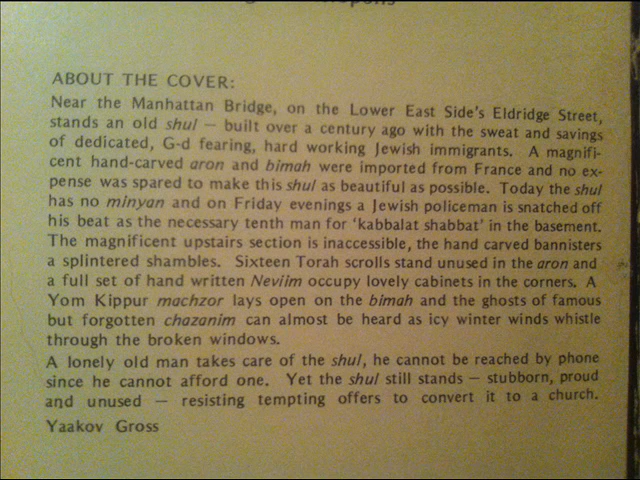 ABOUT THE COVER:
Near the Manhattan Bridge, on the Lower East Side's Eldridge Street,
stands an old shul — built over a century ago with the sweat and savings
of dedicated, G-d fearing, hard working Jewish immigrants. A magnifi-
cent hand-carved aron and bimah were imported from France and no ex-
pense was spared to make this shul as beautiful as possible. Today the shul
has no minyan and on Friday evenings a Jewish policeman is snatched off
his beat as the necessary tenth man for 'kabbalat shabbat' in the basement.
The magnificent upstairs section is inaccessible, the hand carved bannisters
a splintered shambles. Sixteen Torah scrolls stand unused in the aron and
a full set of hand written Neviim occupy lovely cabinets in the corners. A
Yom Kippur machzor lays open on the bimah and the ghosts of famous
but forgotten chazanim can almost be heard as icy winter winds whistle
through the broken windows.
A lonely old man takes care of the shul, he cannot be reached by phone
since he cannot afford one. Yet the shul still stands — stubborn, proud
and unused — resisting tempting offers to convert it to a church.
Yaakov Gross